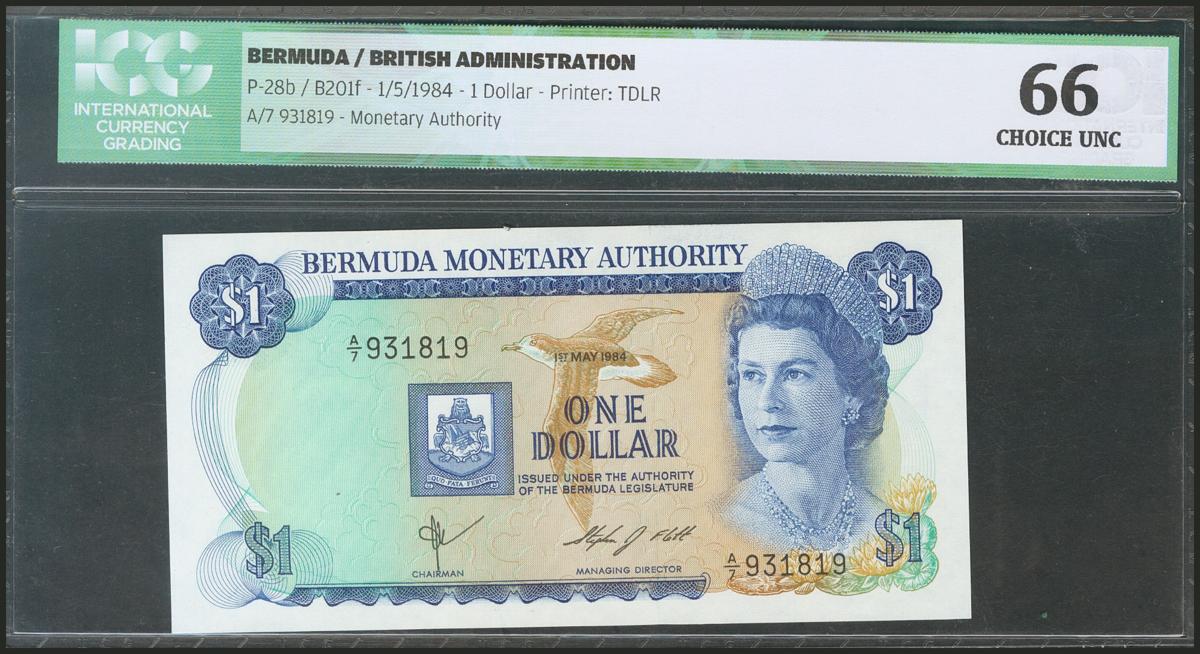 ICG
INTERNATIONAL
CURRENCY
GRADING
BERMUDA / BRITISH ADMINISTRATION
P-28b / B201f - 1/5/1984 - 1 Dollar - Printer: TDLR
A/7 931819 - Monetary Authority
66
CHOICE UNC
BERMUDA MONETARY AUTHORITY
$1
$1
A/7 931819
1ST MAY 1984
ONE
DOLLAR
QUO FATA FERUNT
ISSUED UNDER THE AUTHORITY
OF THE BERMUDA LEGISLATURE
$1
$1
CHAIRMAN
MANAGING DIRECTOR
A/7 931819